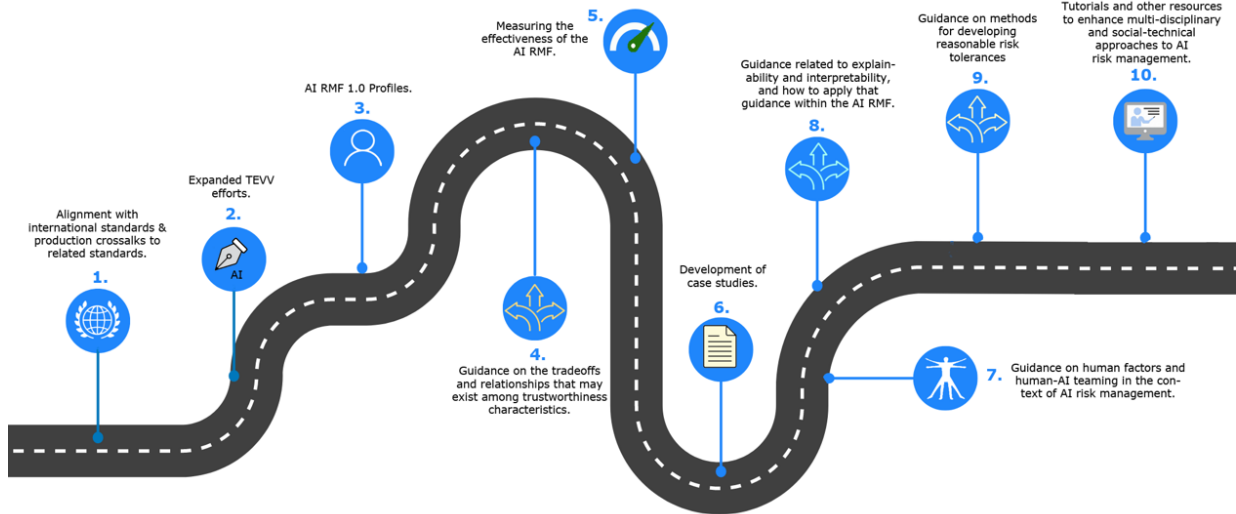 1.
Alignment with
international standards &
production crossalks to
related standards.
Expanded TEVV
efforts.
2.
AI
AI RMF 1.0 Profiles.
3.
4.
Guidance on the tradeoffs
and relationships that may
exist among trustworthiness
characteristics.
Measuring the
effectiveness of the
AI RMF.
5.
Development of
case studies.
6.
7.
Guidance on human factors and
human-AI teaming in the con-
text of AI risk management.
Guidance related to explain-
ability and interpretability,
and how to apply that
guidance within the AI RMF.
8.
Guidance on methods
for developing
reasonable risk
tolerances
9.
Tutorials and other resources
to enhance multi-disciplinary
and social-technical
approaches to AI
risk management.
10.